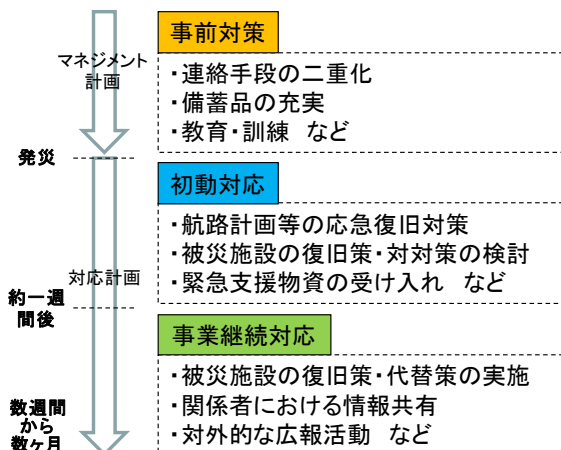 事前対策
マネジメント
計画
・連絡手段の二重化
・備蓄品の充実
・教育・訓練 など
発災
初動対応
・航路計画等の応急復旧対策
・被災施設の復旧策・対対策の検討
・緊急支援物資の受け入れ など
対応計画
約一週
間後
事業継続対応
・被災施設の復旧策・代替策の実施
・関係者における情報共有
・対外的な広報活動 など
数週間
から
数ヶ月